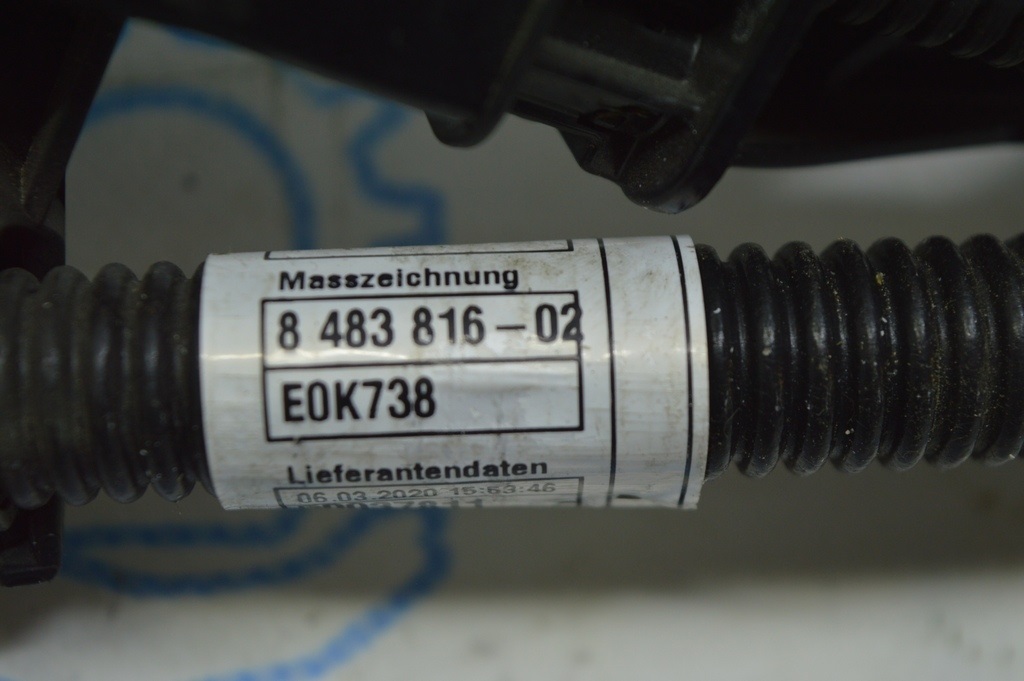 Masszeichnung
8 483 816-02
E0K738
Lieferantendaten
06.03.2020 15:53:46